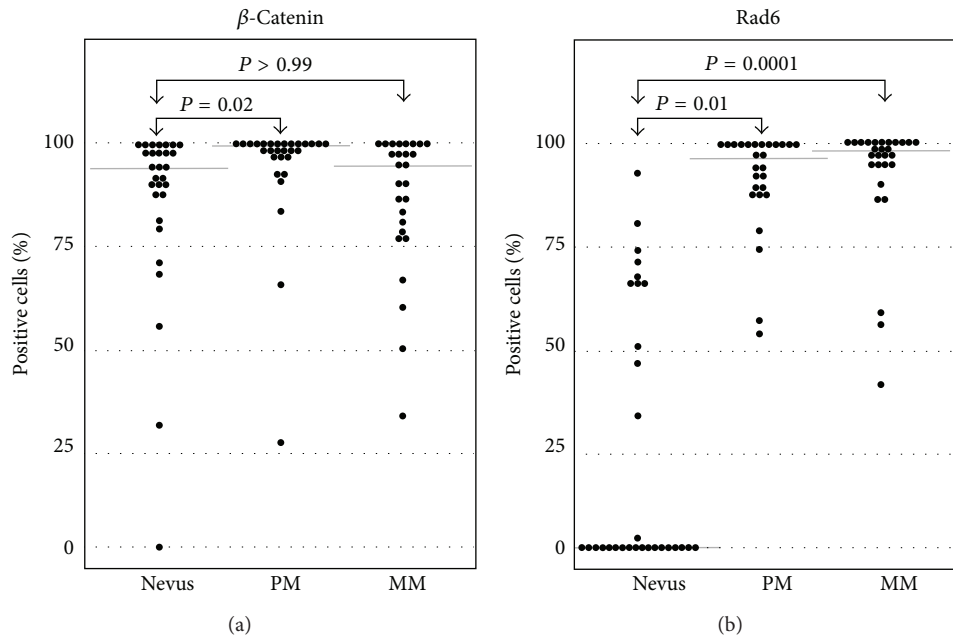 β-Catenin
P > 0.99
P = 0.02
100
75
50
25
0
Positive cells (%)
Nevus PM MM
(a)
Rad6
P = 0.0001
P = 0.01
100
75
50
25
0
Positive cells (%)
Nevus PM MM
(b)